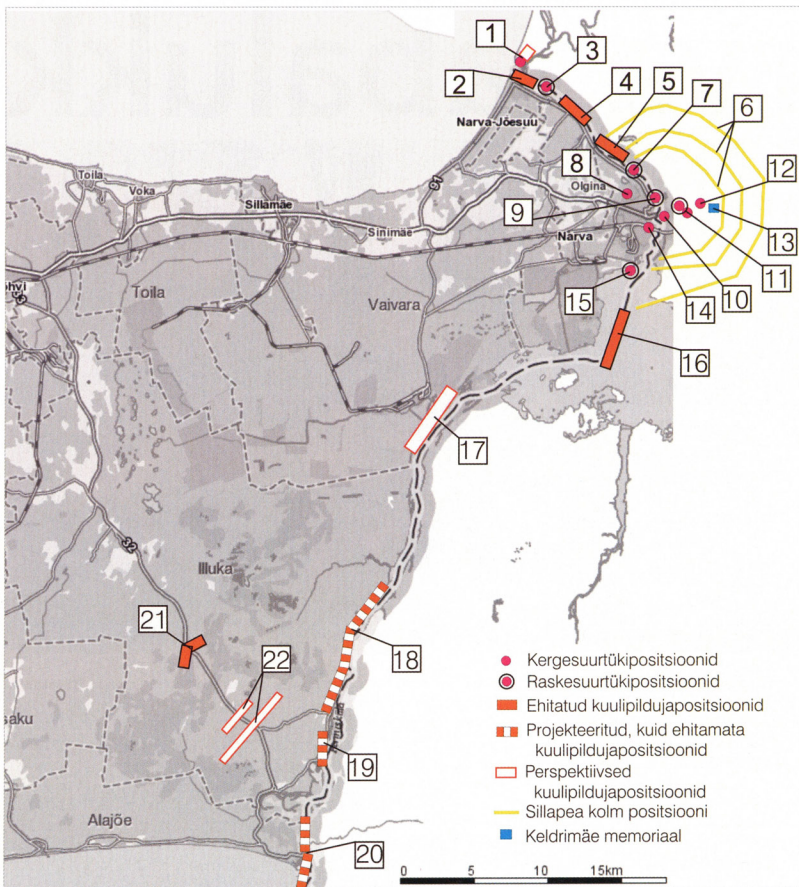 1
2
3
4
5
7
6
Narva-Jõesuu
8
Olgina
12
Toila
Voka
Sillamäe
Sinimäe
9
Narva
13
91
Toila
Vaivara
15
14
10
11
16
17
32
Illuka
21
22
18
19
Alajõe
20
Kergesuurtükipositsioonid
Raskesuurtükipositsioonid
Ehitatud kuulipildujapositsioonid
Projekteeritud, kuid ehitamata
kuulipildujapositsioonid
Perspektiivsed
kuulipildujapositsioonid
Sillapea kolm positsiooni
Keldrimäe memoriaal
0 5 10 15km